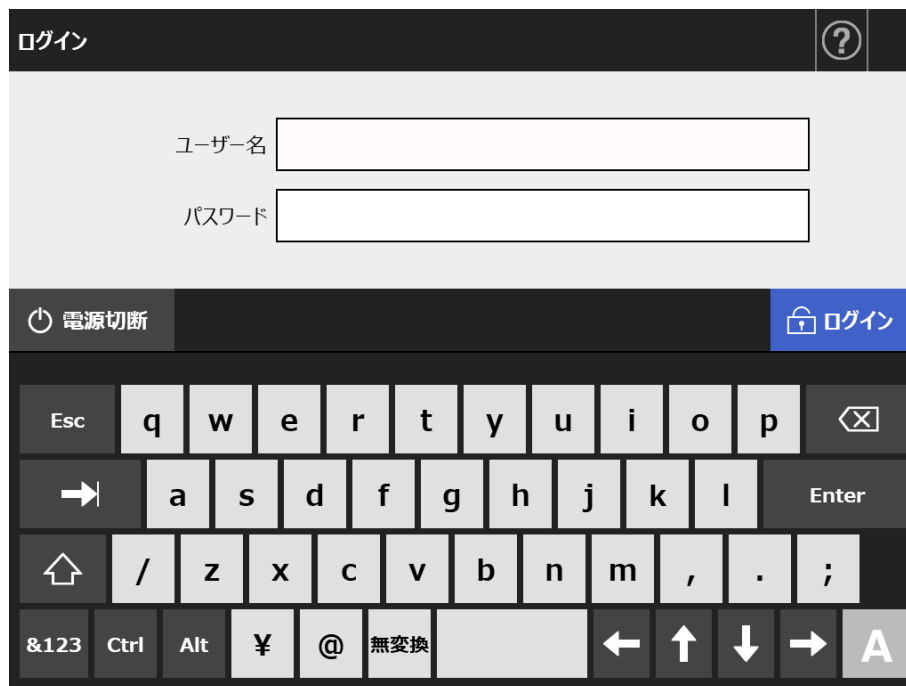 ログイン ?
ユーザー名
パスワード
電源切断 ログイン
Esc q w e r t y u i o p
a s d f g h j k l Enter
/ z x c v b n m , . ;
&123 Ctrl Alt ¥ @ 無変換 A